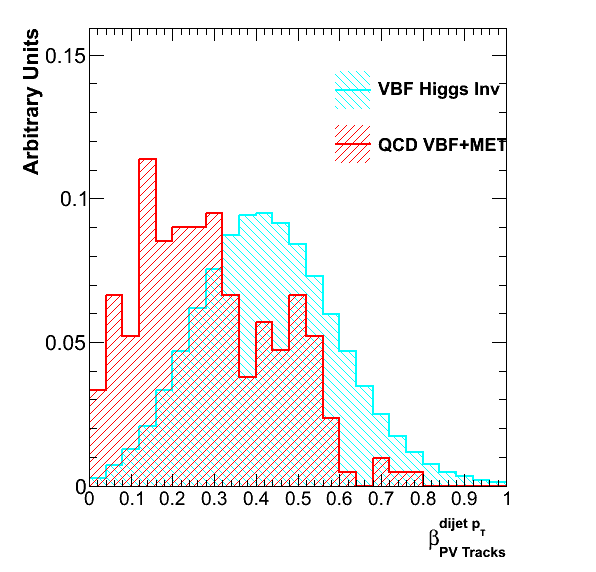 Arbitrary Units
0.15
0.1
0.05
0
VBF Higgs Inv
QCD VBF+MET
0 0.1 0.2 0.3 0.4 0.5 0.6 0.7 0.8 0.9 1
β dijet p_T PV Tracks